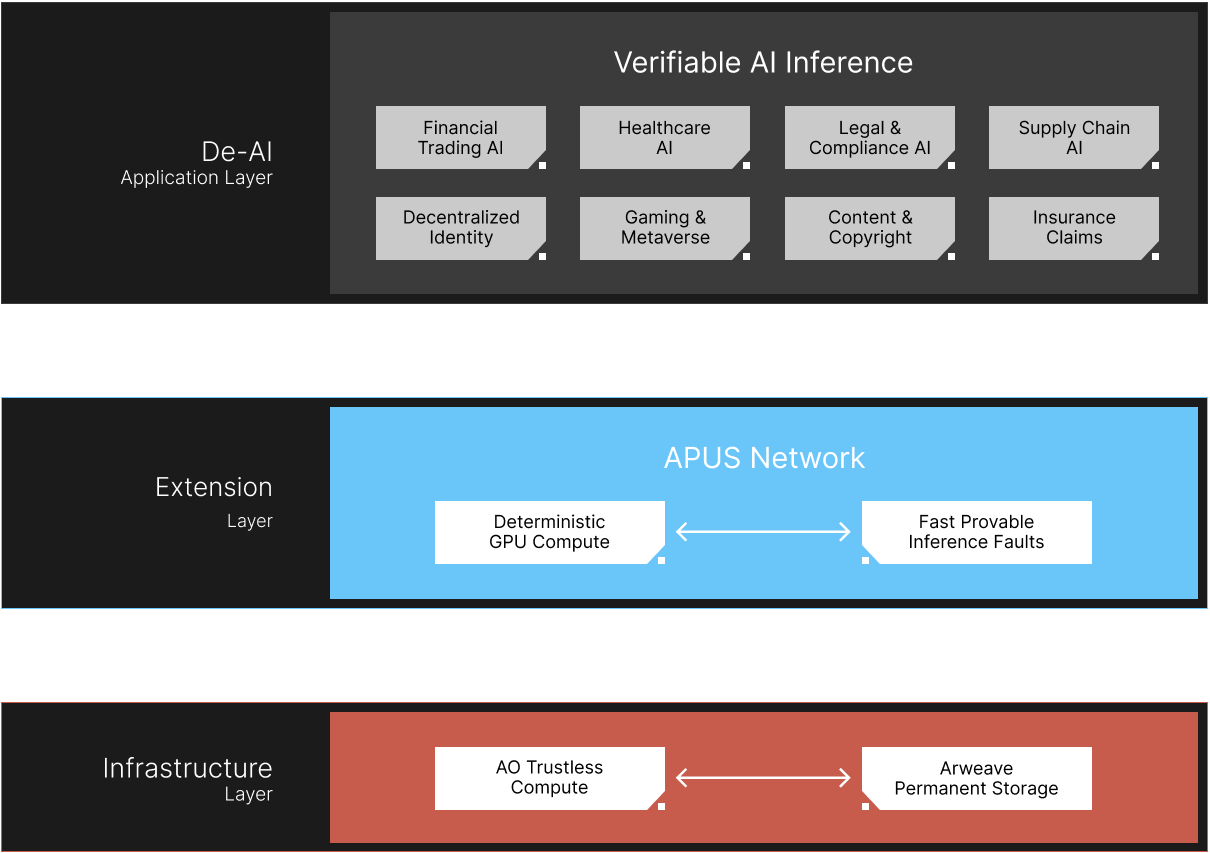 Verifiable AI Inference
De-AI
Application Layer
Financial
Trading AI
Healthcare
AI
Legal &
Compliance AI
Supply Chain
AI
Decentralized
Identity
Gaming &
Metaverse
Content &
Copyright
Insurance
Claims
Extension
Layer
APUS Network
Deterministic
GPU Compute
Fast Provable
Inference Faults
Infrastructure
Layer
AO Trustless
Compute
Arweave
Permanent Storage